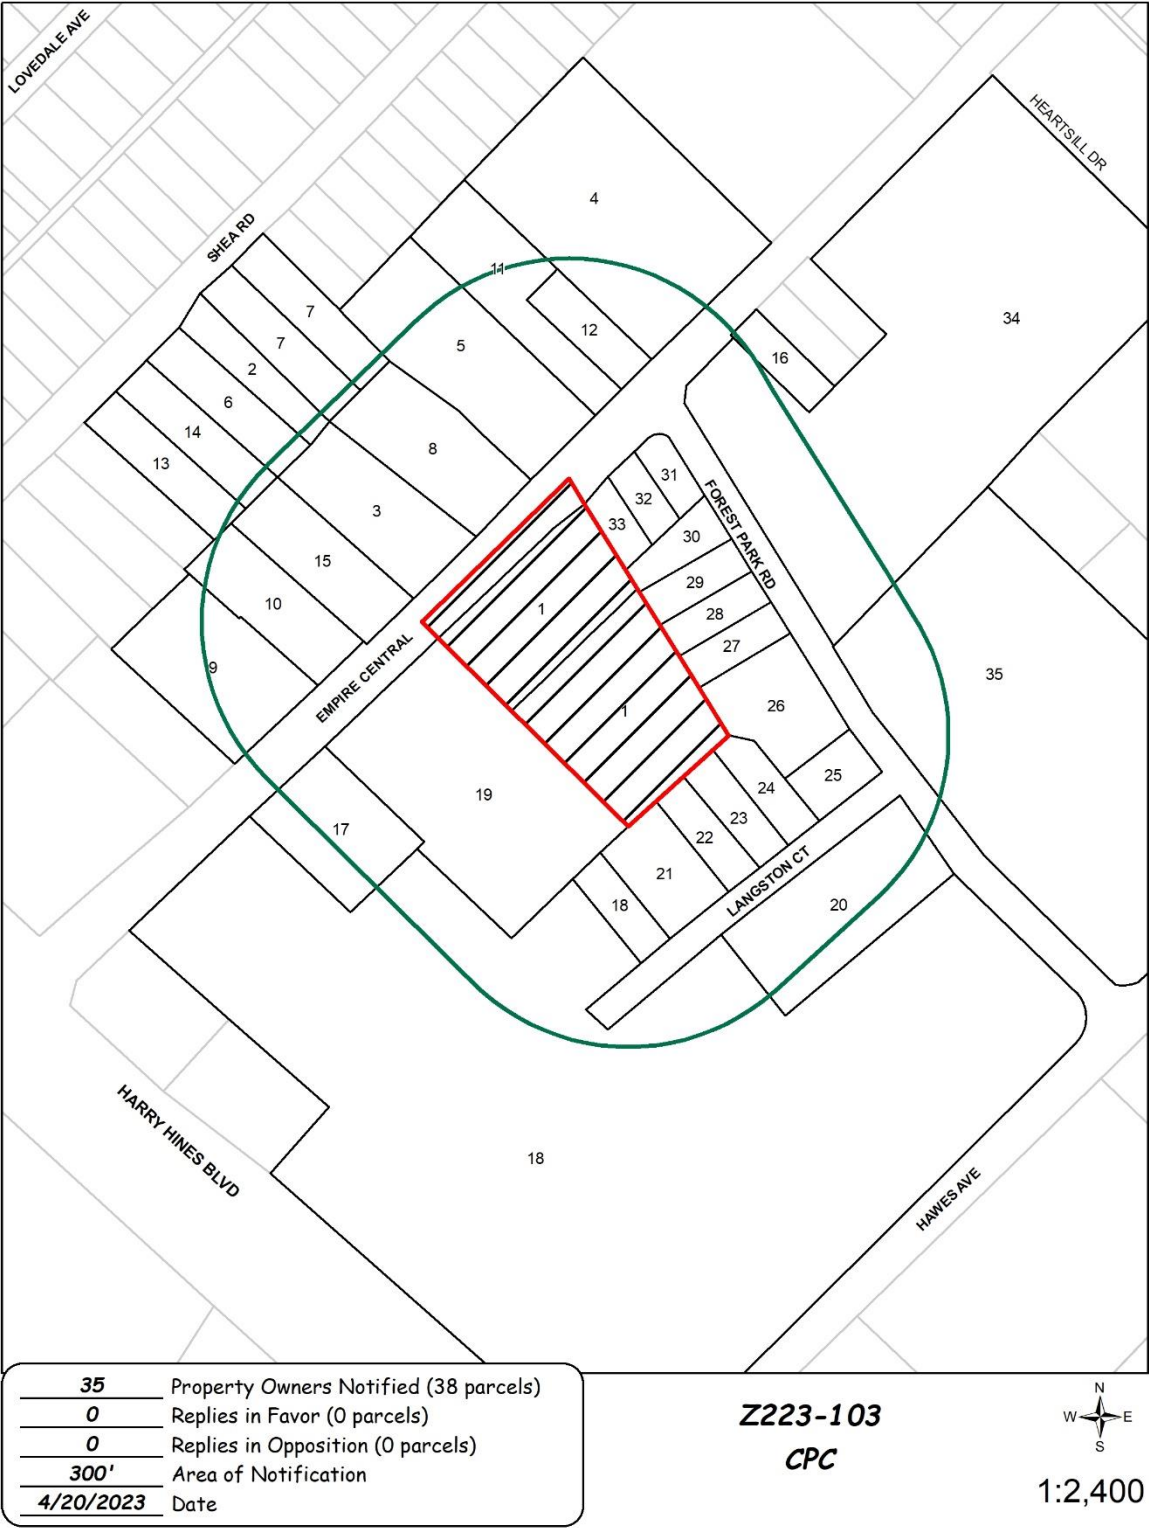 LOVEDALE AVE
HEARTSILL DR
4
SHEA RD
11
7
34
12
7
5
16
2
6
14
8
13
31
32
FOREST PARK RD
3
33
30
15
29
10
1
28
27
9
EMPIRE CENTRAL
35
26
1
25
24
19
23
17
22
21
LANGSTON CT
18
20
HARRY HINES BLVD
18
HAWES AVE
35 Property Owners Notified (38 parcels)
0 Replies in Favor (0 parcels)
0 Replies in Opposition (0 parcels)
300' Area of Notification
4/20/2023 Date
Z223-103
CPC
N
W E
S
1:2,400